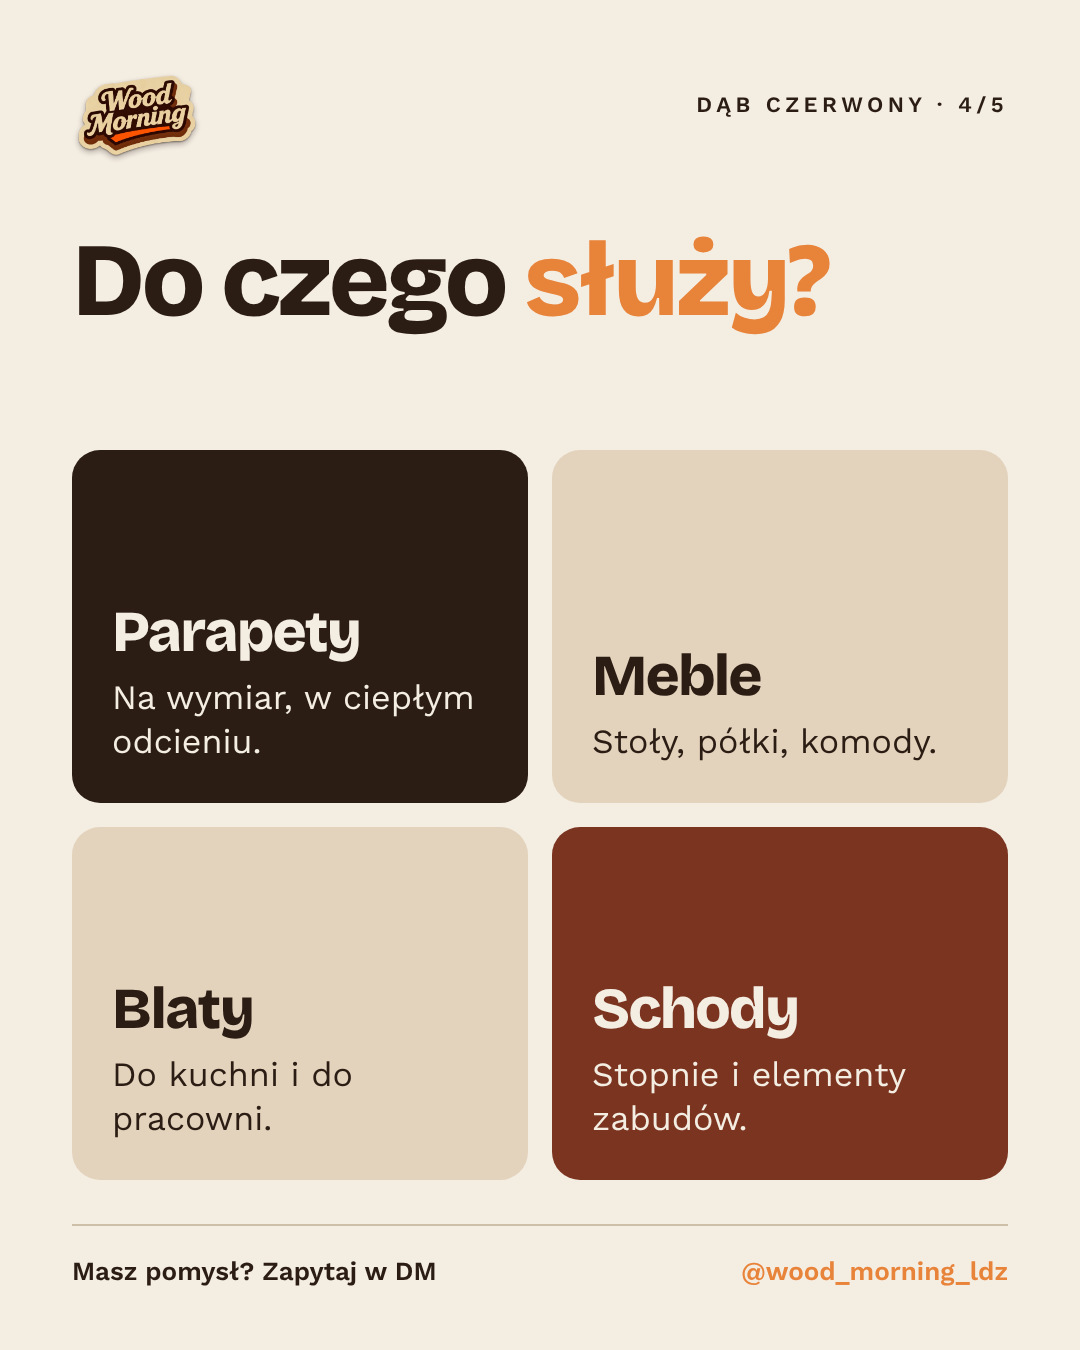 Wood
Morning
DĄB CZERWONY · 4/5
Do czego służy?
Parapety
Na wymiar, w ciepłym
odcieniu.
Meble
Stoły, półki, komody.
Blaty
Do kuchni i do
pracowni.
Schody
Stopnie i elementy
zabudów.
Masz pomysł? Zapytaj w DM
@wood_morning_ldz